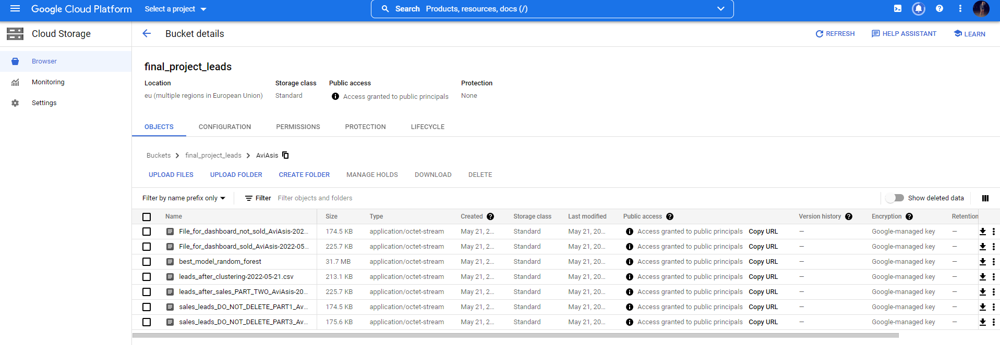 Google Cloud Platform Select a project Search Products, resources, docs (/)
Cloud Storage Bucket details REFRESH HELP ASSISTANT LEARN
Browser
Monitoring
Settings
final_project_leads
Location Storage class Public access Protection
eu (multiple regions in European Union) Standard Access granted to public principals None
OBJECTS CONFIGURATION PERMISSIONS PROTECTION LIFECYCLE
Buckets > final_project_leads > AviAsis
UPLOAD FILES UPLOAD FOLDER CREATE FOLDER MANAGE HOLDS DOWNLOAD DELETE
Filter by name prefix only Filter Filter objects and folders Show deleted data
Name Size Type Created Storage class Last modified Public access Version history Encryption Retention
File_for_dashboard_not_sold_AviAsis-202... 174.5 KB application/octet-stream May 21, 2... Standard May 21, 20... Access granted to public principals Copy URL — Google-managed key —
File_for_dashboard_sold_AviAsis-2022-05... 225.7 KB application/octet-stream May 21, 2... Standard May 21, 20... Access granted to public principals Copy URL — Google-managed key —
best_model_random_forest 31.7 MB application/octet-stream May 21, 2... Standard May 21, 20... Access granted to public principals Copy URL — Google-managed key —
leads_after_clustering-2022-05-21.csv 213.1 KB application/octet-stream May 21, 2... Standard May 21, 20... Access granted to public principals Copy URL — Google-managed key —
leads_after_sales_PART_TWO_AviAsis-20... 225.7 KB application/octet-stream May 21, 2... Standard May 21, 20... Access granted to public principals Copy URL — Google-managed key —
sales_leads_DO_NOT_DELETE_PART1_Av... 174.5 KB application/octet-stream May 21, 2... Standard May 21, 20... Access granted to public principals Copy URL — Google-managed key —
sales_leads_DO_NOT_DELETE_PART3_Av... 175.6 KB application/octet-stream May 21, 2... Standard May 21, 20... Access granted to public principals Copy URL — Google-managed key —